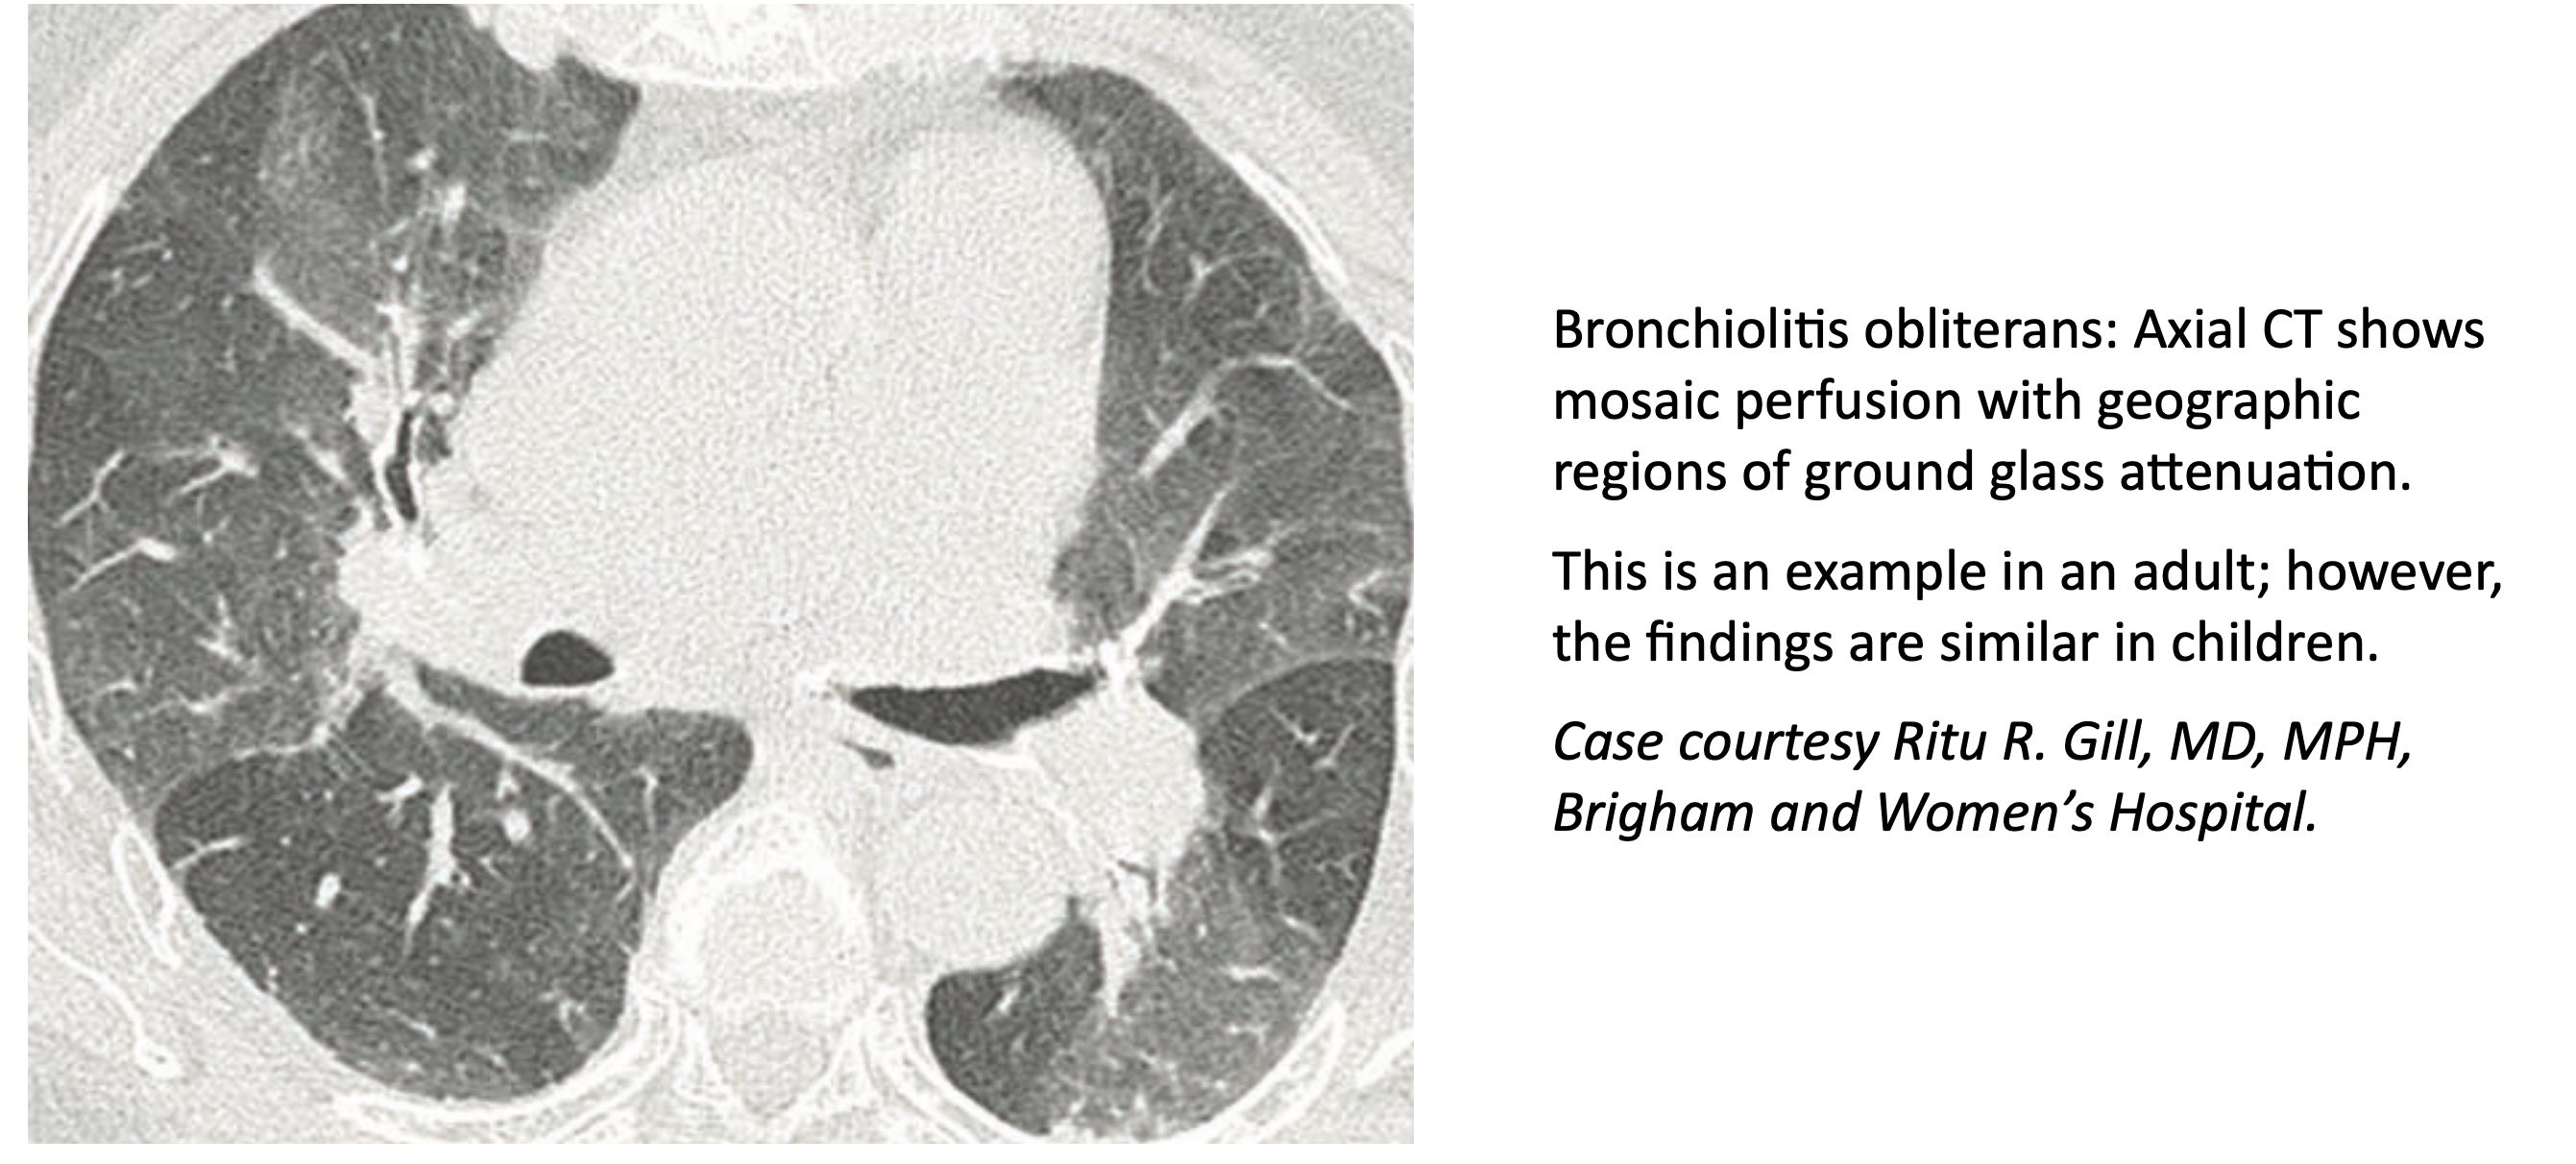 Bronchiolitis obliterans: Axial CT shows
mosaic perfusion with geographic
regions of ground glass attenuation.
This is an example in an adult; however,
the findings are similar in children.
Case courtesy Ritu R. Gill, MD, MPH,
Brigham and Women’s Hospital.